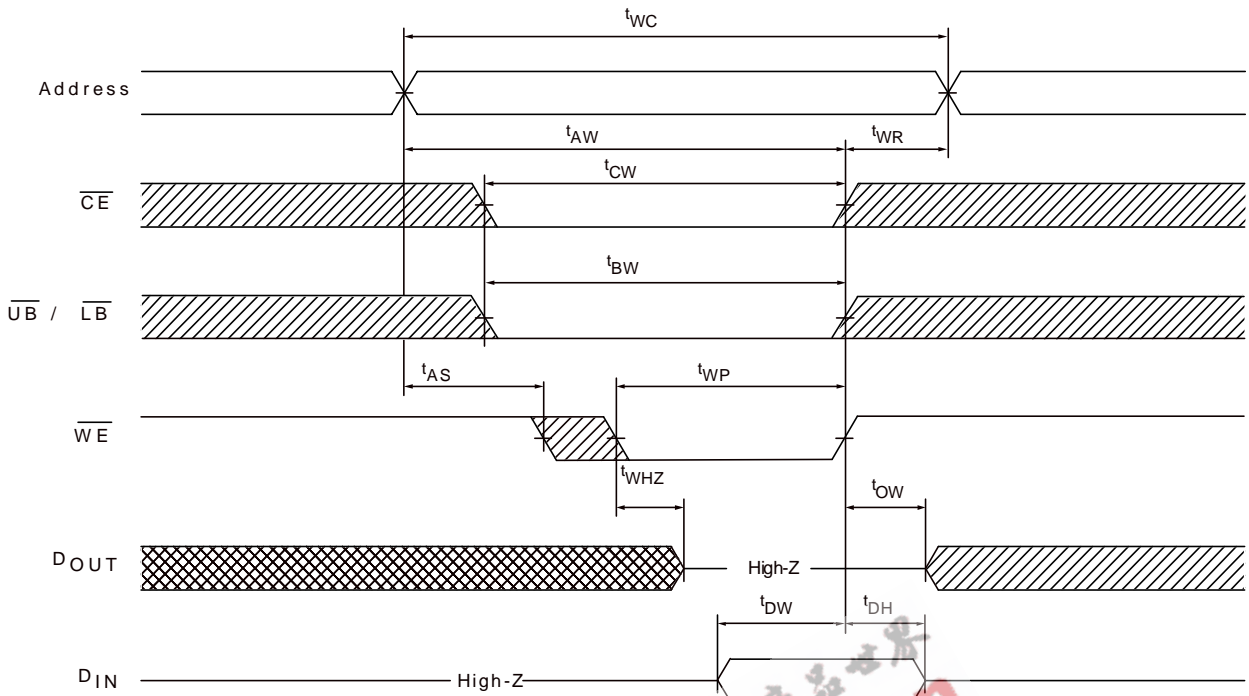 tWC
Address
tAW
tWR
tCW
CE
tBW
UB / LB
tAS
tWP
WE
tWHZ
tOW
DOUT
High-Z
tDW
tDH
DIN
High-Z